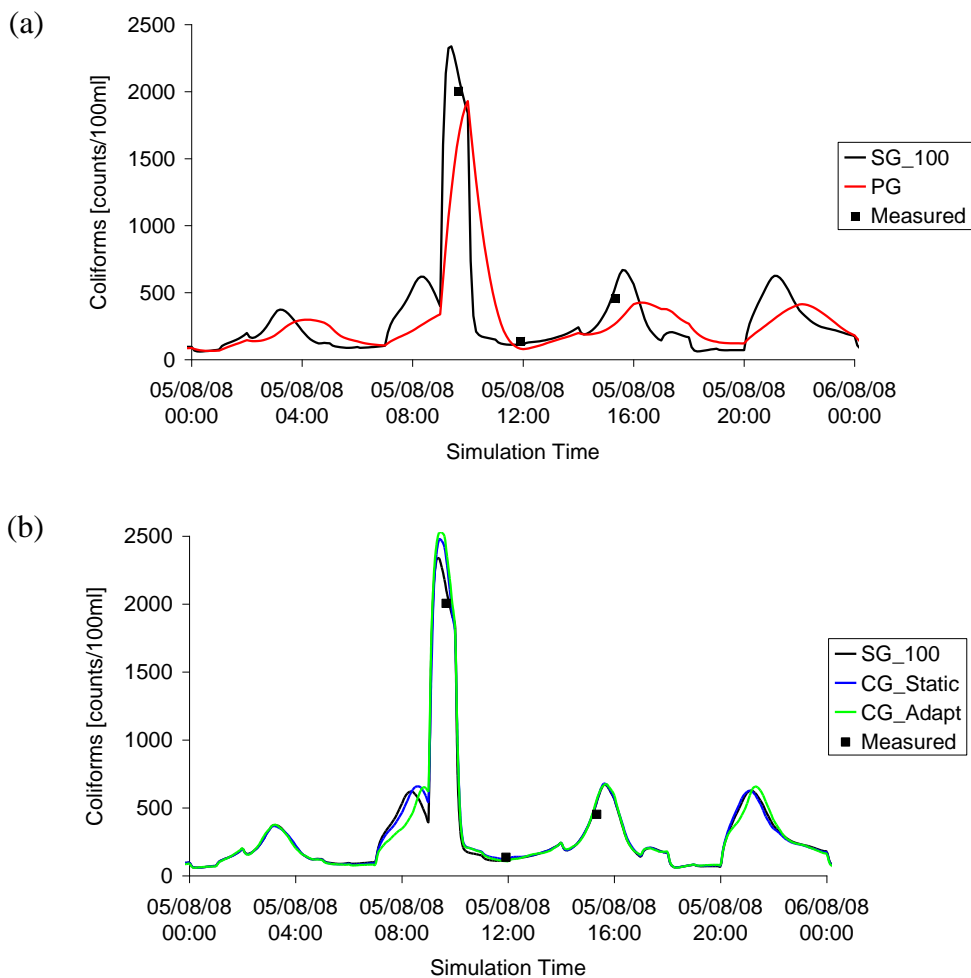 (a)
Coliforms [counts/100ml]
2500
2000
1500
1000
500
0
05/08/08 05/08/08 05/08/08 05/08/08 05/08/08 05/08/08 06/08/08
00:00 04:00 08:00 12:00 16:00 20:00 00:00
Simulation Time
SG_100
PG
Measured
(b)
Coliforms [counts/100ml]
2500
2000
1500
1000
500
0
05/08/08 05/08/08 05/08/08 05/08/08 05/08/08 05/08/08 06/08/08
00:00 04:00 08:00 12:00 16:00 20:00 00:00
Simulation Time
SG_100
CG_Static
CG_Adapt
Measured